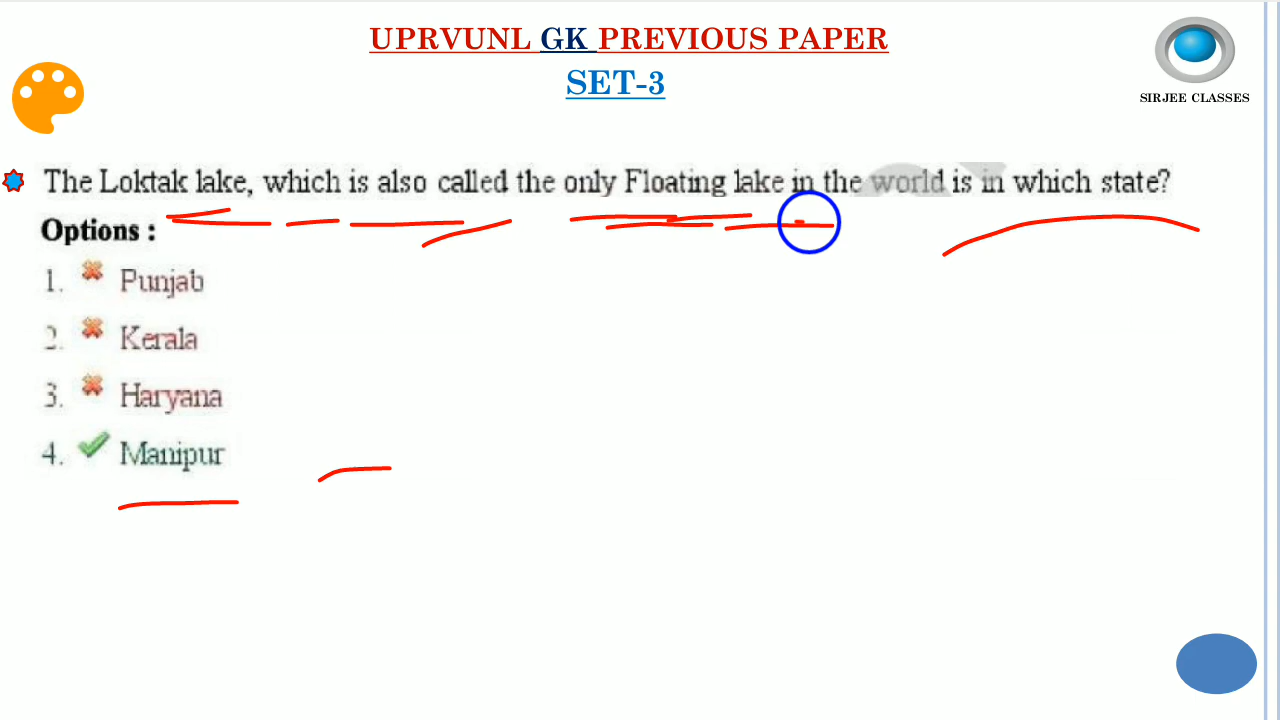 UPRVUNL GK PREVIOUS PAPER
SET-3
SIRJEE CLASSES
The Loktak lake, which is also called the only Floating lake in the world is in which state?
Options :
1. Punjab
2. Kerala
3. Haryana
4. Manipur